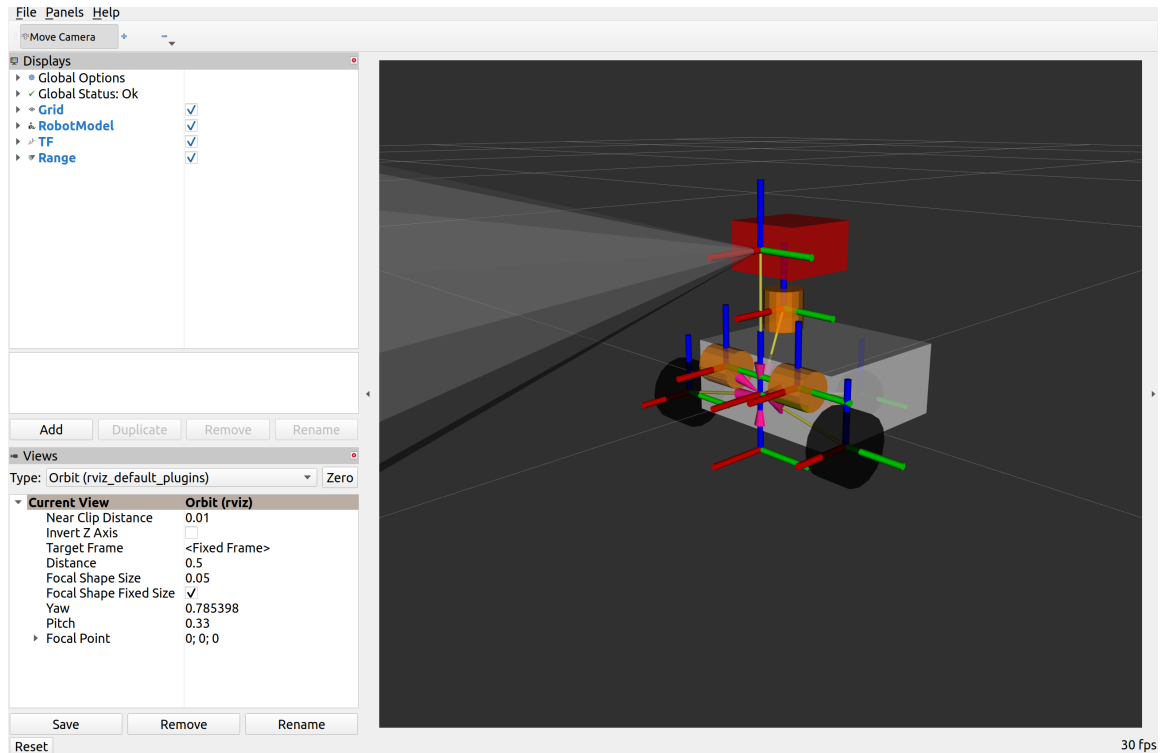 File Panels Help
Move Camera
Displays
Global Options
Global Status: Ok
Grid
RobotModel
TF
Range
Add Duplicate Remove Rename
Views
Type: Orbit (rviz_default_plugins) Zero
Current View Orbit (rviz)
Near Clip Distance 0.01
Invert Z Axis
Target Frame <Fixed Frame>
Distance 0.5
Focal Shape Size 0.05
Focal Shape Fixed Size
Yaw 0.785398
Pitch 0.33
Focal Point 0; 0; 0
Save Remove Rename
Reset 30 fps